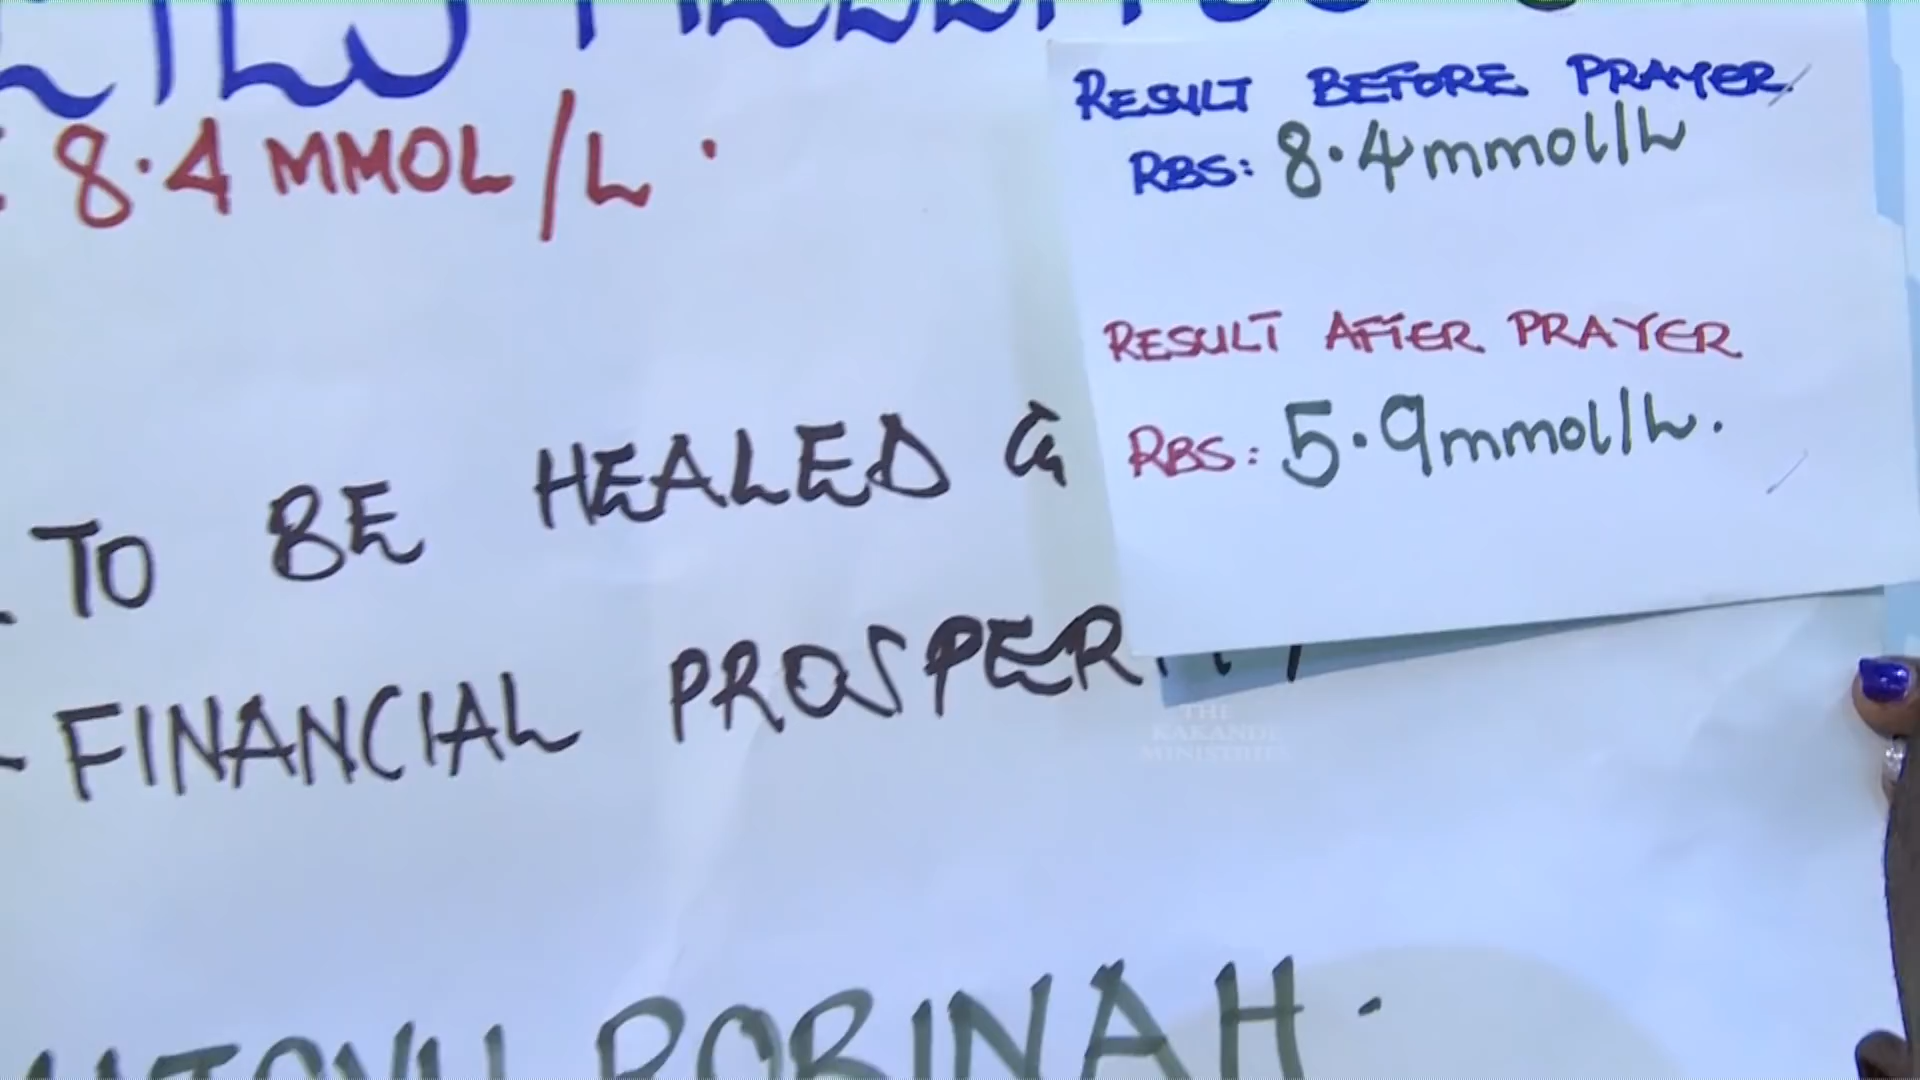 8.4 MMOL/L.
TO BE HEALED &
- FINANCIAL PROSPERITY
ROBINAH.
RESULT BEFORE PRAYER
RBS: 8.4mmol/L
RESULT AFTER PRAYER
RBS: 5.9mmol/L.
THE
KAKANDE
MINISTRIES